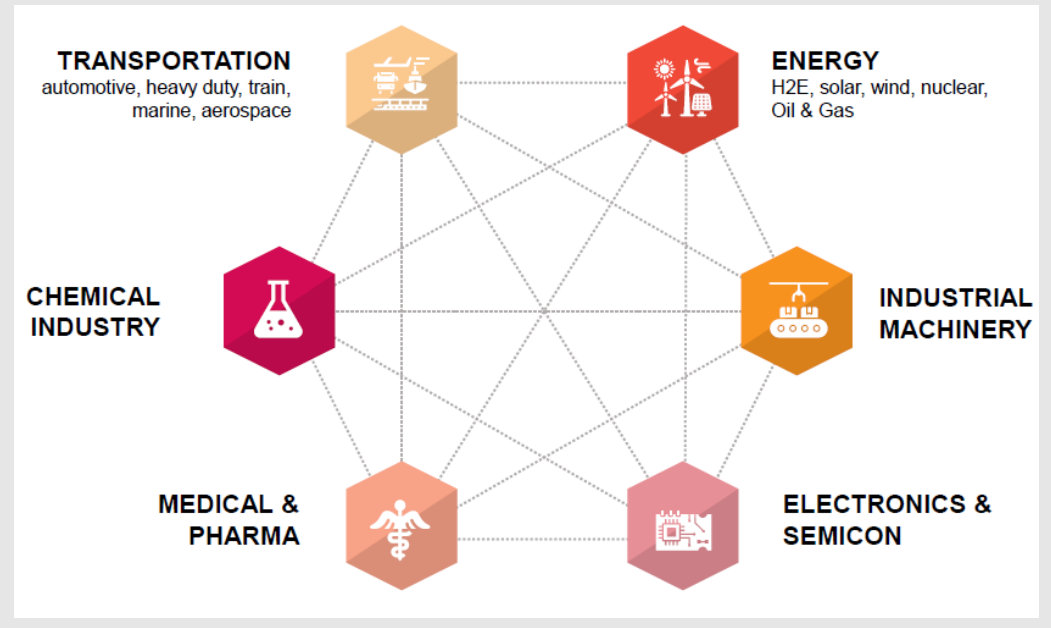 TRANSPORTATION
automotive, heavy duty, train,
marine, aerospace
ENERGY
H2E, solar, wind, nuclear,
Oil & Gas
CHEMICAL
INDUSTRY
INDUSTRIAL
MACHINERY
MEDICAL &
PHARMA
ELECTRONICS &
SEMICON